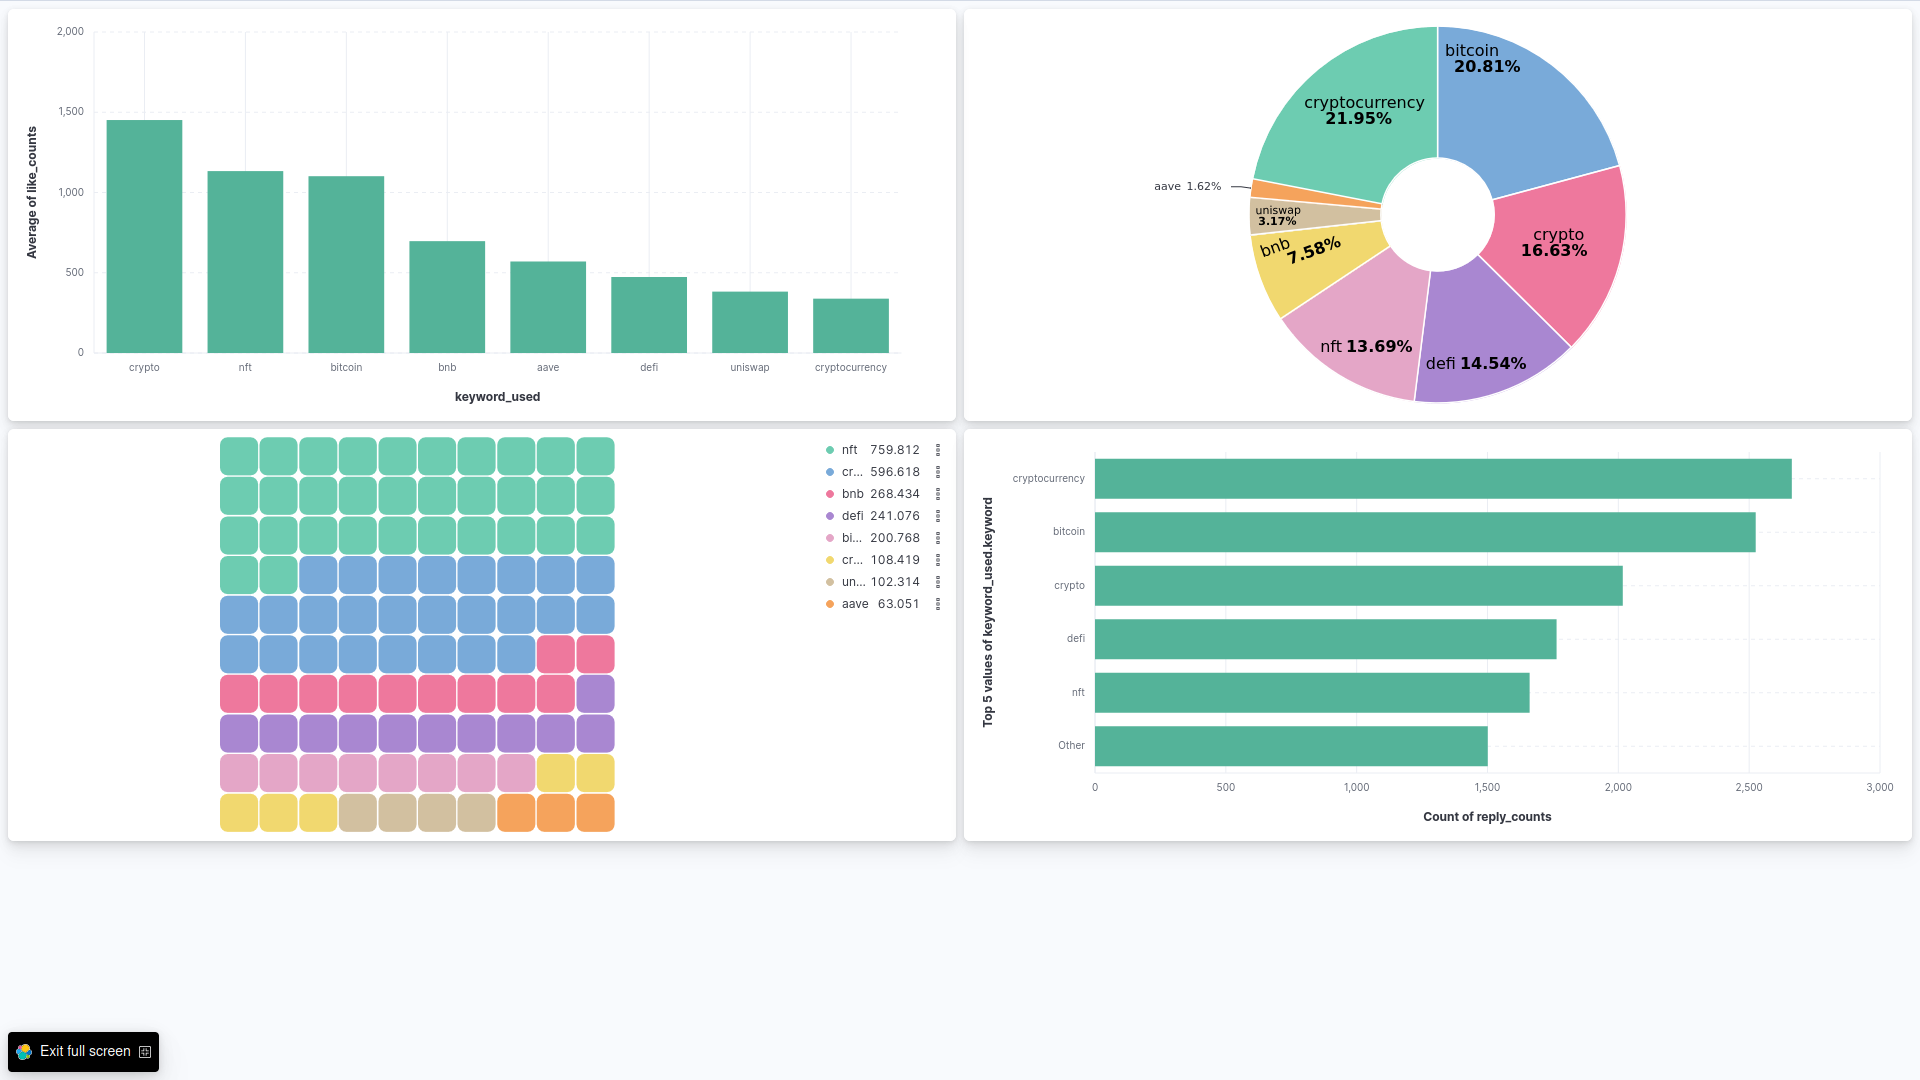 2,000
1,500
1,000
500
0
Average of like_counts
crypto nft bitcoin bnb aave defi uniswap cryptocurrency
keyword_used
bitcoin
20.81%
cryptocurrency
21.95%
aave 1.62%
uniswap
3.17%
bnb
7.58%
crypto
16.63%
nft 13.69%
defi 14.54%
nft 759.812
cr... 596.618
bnb 268.434
defi 241.076
bi... 200.768
cr... 108.419
un... 102.314
aave 63.051
Top 5 values of keyword_used.keyword
cryptocurrency
bitcoin
crypto
defi
nft
Other
0 500 1,000 1,500 2,000 2,500 3,000
Count of reply_counts
Exit full screen